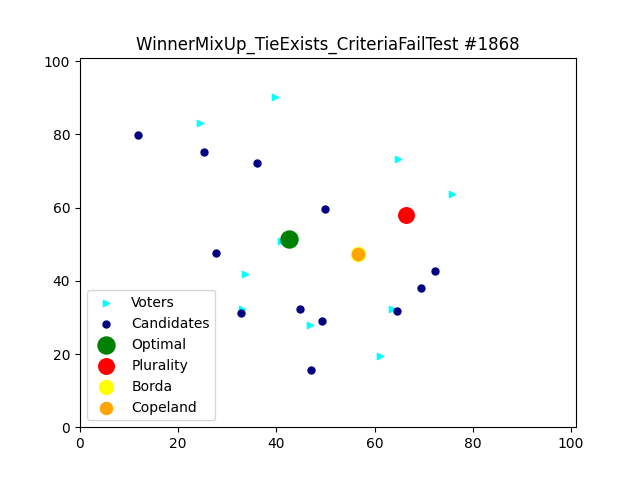 WinnerMixUp_TieExists_CriteriaFailTest #1868
100
80
60
40
20
0
Voters
Candidates
Optimal
Plurality
Borda
Copeland
0 20 40 60 80 100